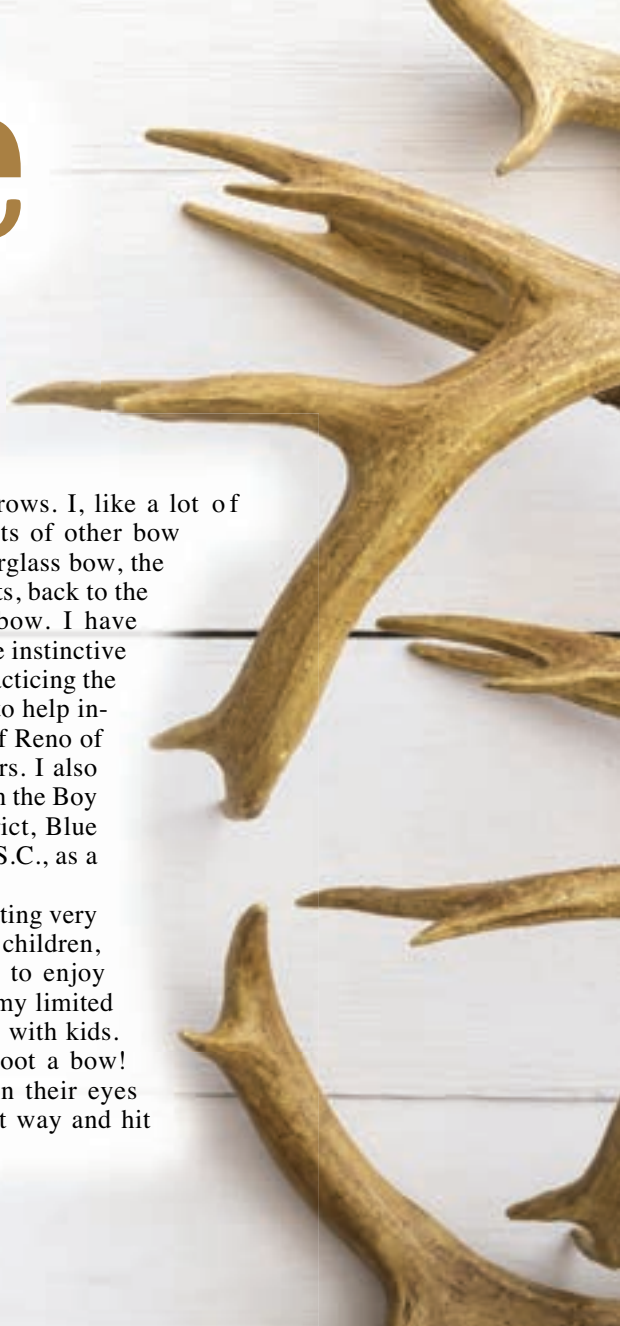 e
rows. I, like a lot of
ts of other bow
rglass bow, the
ts, back to the
bow. I have
e instinctive
acticing the
to help in-
f Reno of
rs. I also
n the Boy
ict, Blue
S.C., as a
ting very
children,
to enjoy
my limited
with kids.
oot a bow!
n their eyes
t way and hit